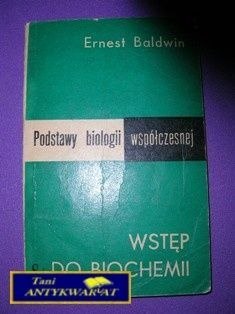 Ernest Baldwin
Podstawy biologii współczesnej
WSTĘP
DO BIOCHEMII
Tani
ANTYKWARIAT